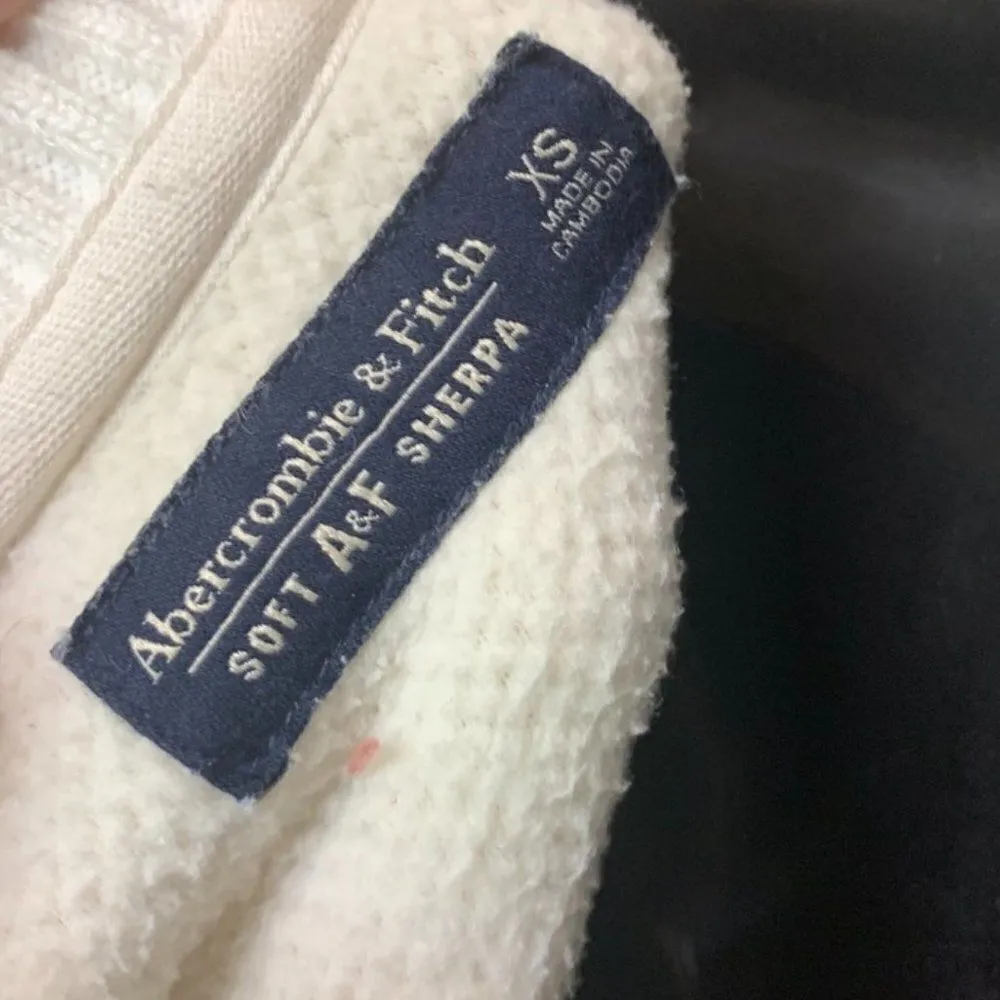 XS
MADE IN
CAMBODIA
Abercrombie & Fitch
SOFT A&F SHERPA